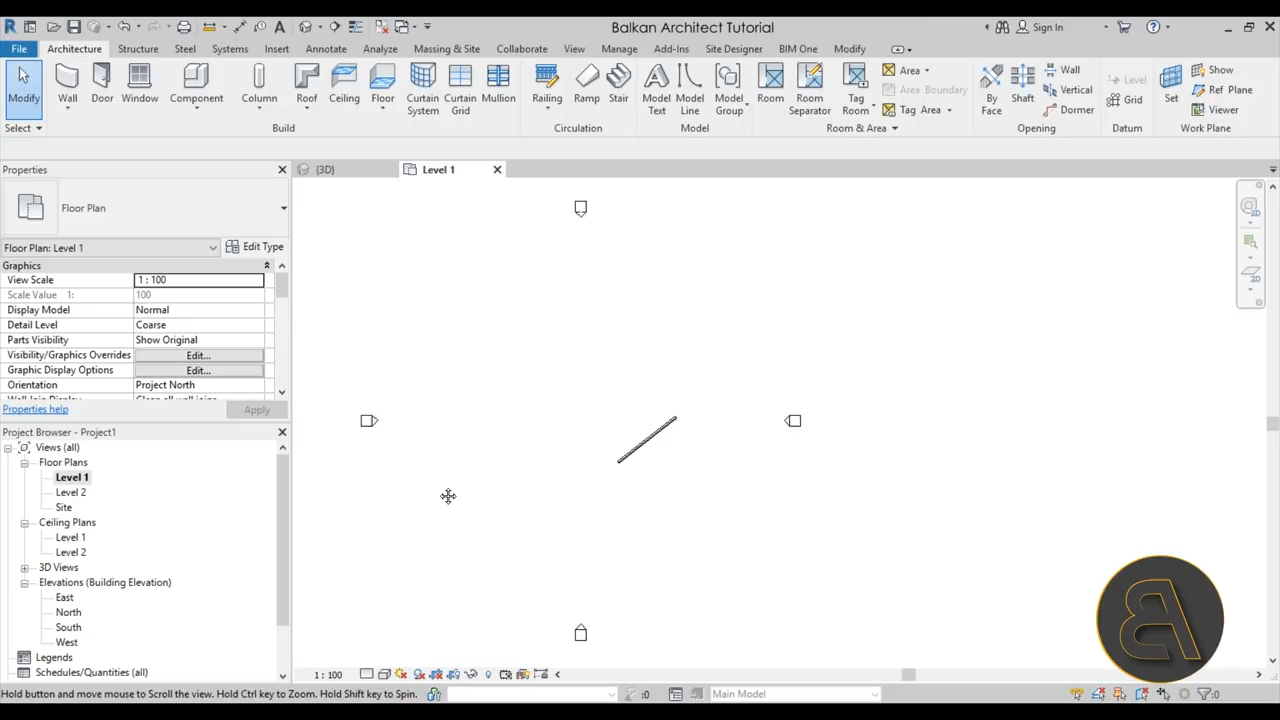 Balkan Architect Tutorial
Sign In
File Architecture Structure Steel Systems Insert Annotate Analyze Massing & Site Collaborate View Manage Add-Ins Site Designer BIM One Modify
Modify Wall Door Window Component Column Roof Ceiling Floor Curtain System Curtain Grid Mullion Railing Ramp Stair Model Text Model Line Model Group Room Room Separator Tag Room Area Area Boundary Tag Area By Face Shaft Wall Vertical Dormer Level Grid Set Show Ref Plane Viewer
Select Build Circulation Model Room & Area Opening Datum Work Plane
Properties
{3D}
Level 1
Floor Plan
Floor Plan: Level 1
Edit Type
Graphics
View Scale 1 : 100
Scale Value 1: 100
Display Model Normal
Detail Level Coarse
Parts Visibility Show Original
Visibility/Graphics Overrides Edit...
Graphic Display Options Edit...
Orientation Project North
Properties help
Apply
Project Browser - Project1
Views (all)
Floor Plans
Level 1
Level 2
Site
Ceiling Plans
Level 1
Level 2
3D Views
Elevations (Building Elevation)
East
North
South
West
Legends
Schedules/Quantities (all)
2D
2D
1 : 100
Hold button and move mouse to Scroll the view. Hold Ctrl key to Zoom. Hold Shift key to Spin.
:0
Main Model
:0